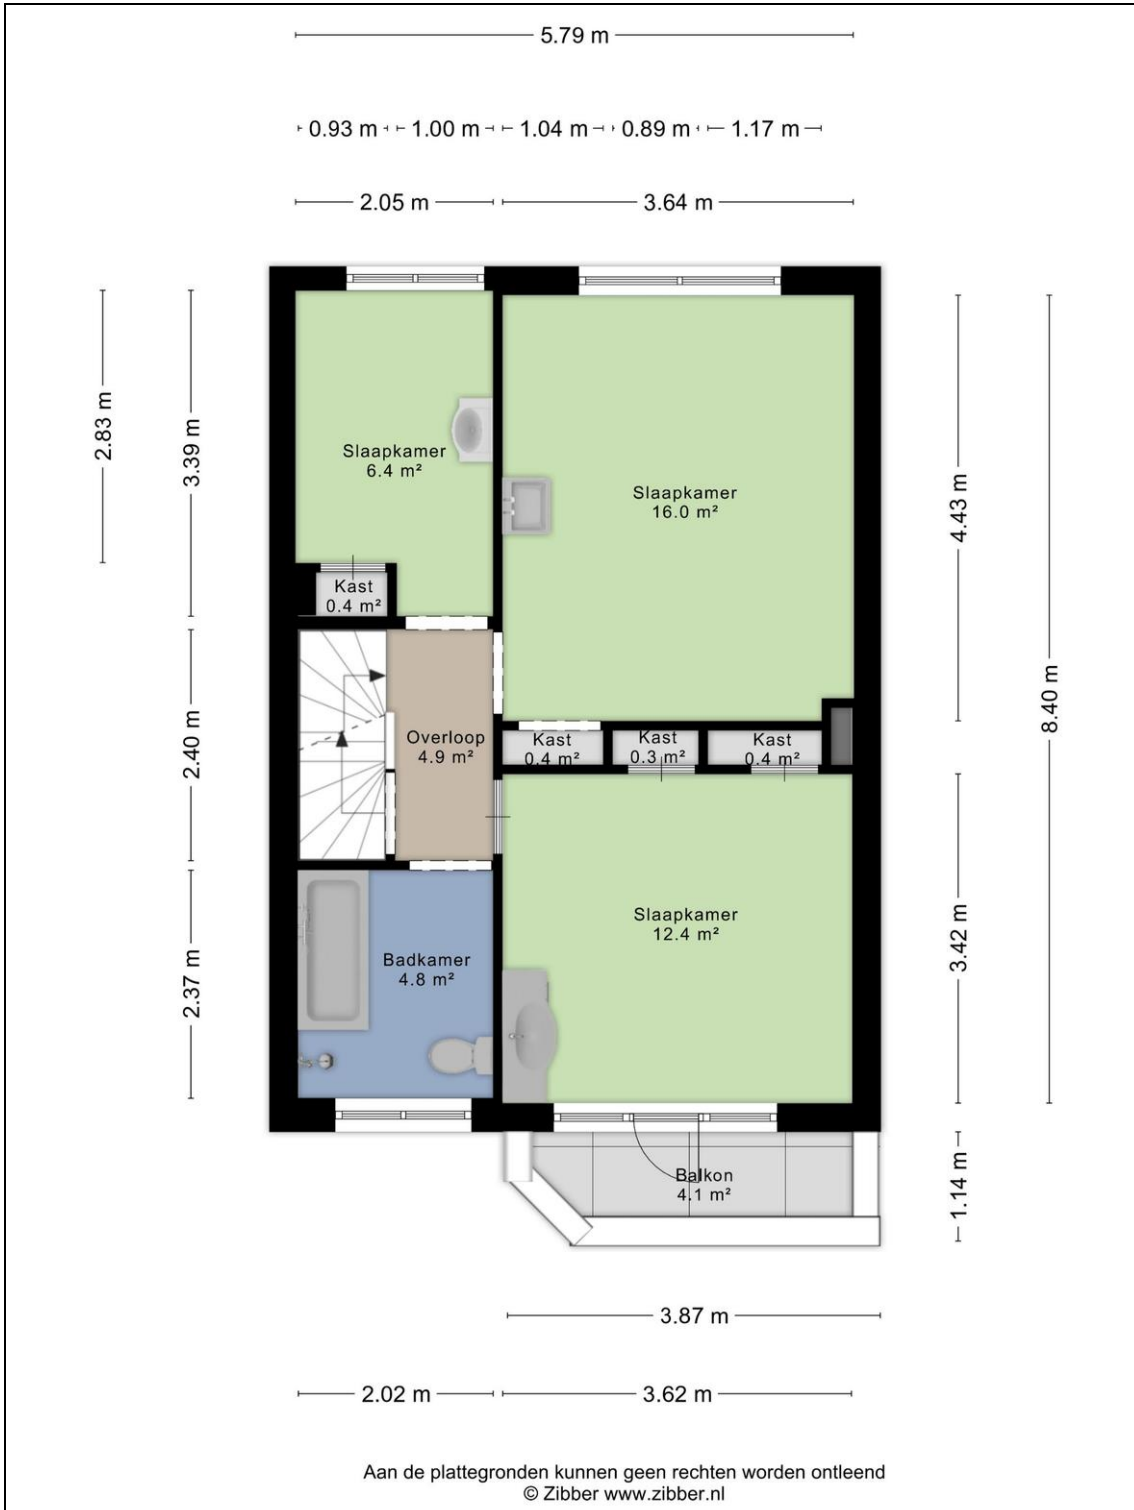 5.79 m
0.93 m
1.00 m
1.04 m
0.89 m
1.17 m
2.05 m
3.64 m
2.83 m
3.39 m
Slaapkamer
6.4 m²
Slaapkamer
16.0 m²
4.43 m
8.40 m
Kast
0.4 m²
2.40 m
Overloop
4.9 m²
Kast
0.4 m²
Kast
0.3 m²
Kast
0.4 m²
2.37 m
Badkamer
4.8 m²
Slaapkamer
12.4 m²
3.42 m
Balkon
4.1 m²
1.14 m
3.87 m
2.02 m
3.62 m
Aan de plattegronden kunnen geen rechten worden ontleend
© Zibber www.zibber.nl